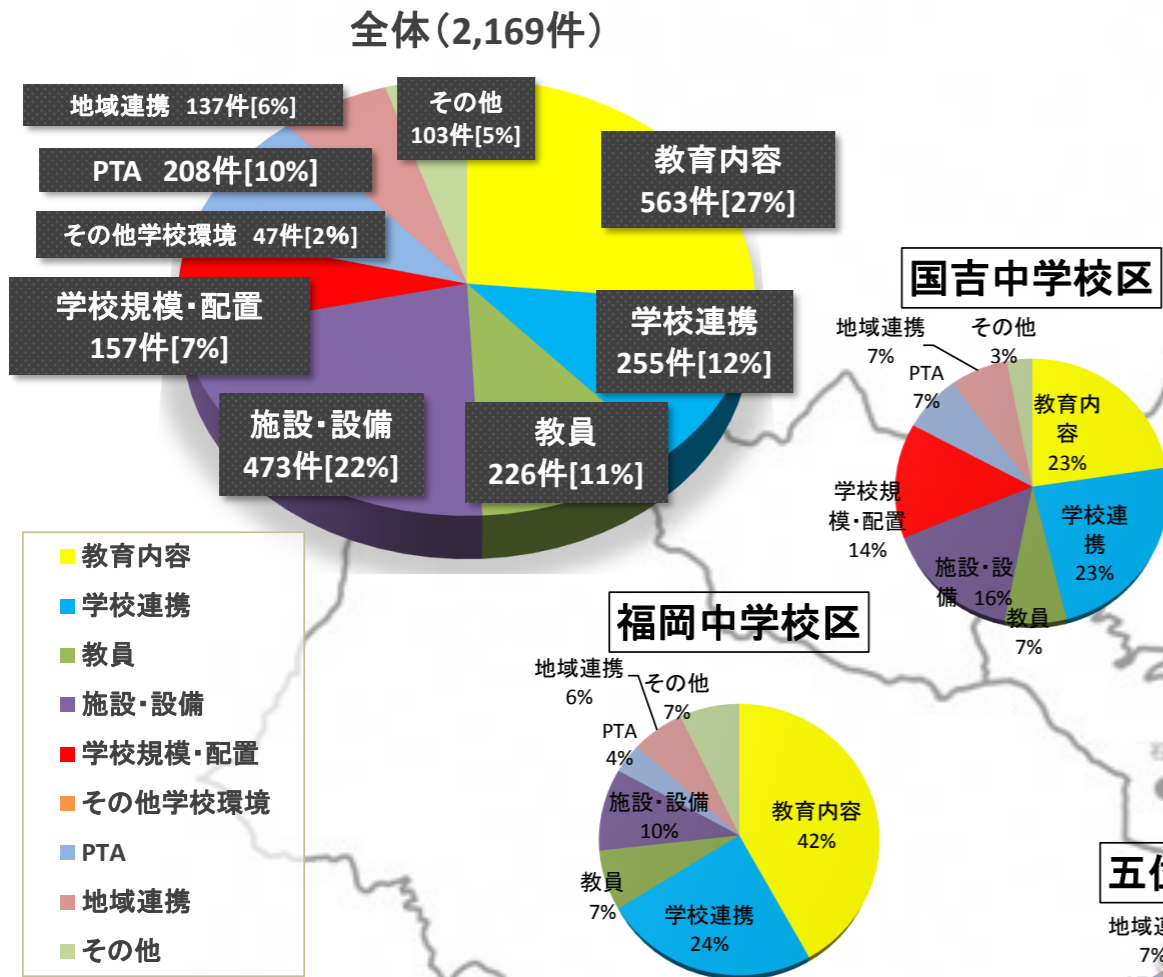 全体（2,169件）
地域連携 137件[6%]
その他
103件[5%]
PTA 208件[10%]
その他学校環境 47件[2%]
教育内容
563件[27%]
学校規模・配置
157件[7%]
学校連携
255件[12%]
施設・設備
473件[22%]
教員
226件[11%]
教育内容
学校連携
教員
施設・設備
学校規模・配置
その他学校環境
PTA
地域連携
その他
国吉中学校区
地域連携
7%
その他
3%
PTA
7%
教育内
容
23%
学校規
模・配置
14%
学校連
携
23%
施設・設
備 16%
教員
7%
福岡中学校区
地域連携
6%
その他
7%
PTA
4%
施設・設備
10%
教育内容
42%
教員
7%
学校連携
24%
五
地域連
7%